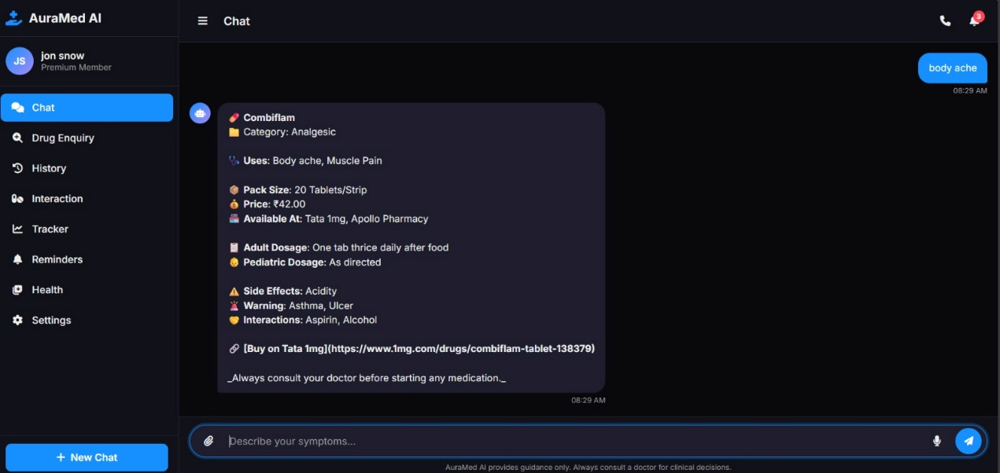 AuraMed AI
JS
jon snow
Premium Member
Chat
Drug Enquiry
History
Interaction
Tracker
Reminders
Health
Settings
+ New Chat
Chat
3
body ache
08:29 AM
Combiflam
Category: Analgesic
Uses: Body ache, Muscle Pain
Pack Size: 20 Tablets/Strip
Price: ₹42.00
Available At: Tata 1mg, Apollo Pharmacy
Adult Dosage: One tab thrice daily after food
Pediatric Dosage: As directed
Side Effects: Acidity
Warning: Asthma, Ulcer
Interactions: Aspirin, Alcohol
[Buy on Tata 1mg](https://www.1mg.com/drugs/combiflam-tablet-138379)
_Always consult your doctor before starting any medication._
08:29 AM
Describe your symptoms...
AuraMed AI provides guidance only. Always consult a doctor for clinical decisions.